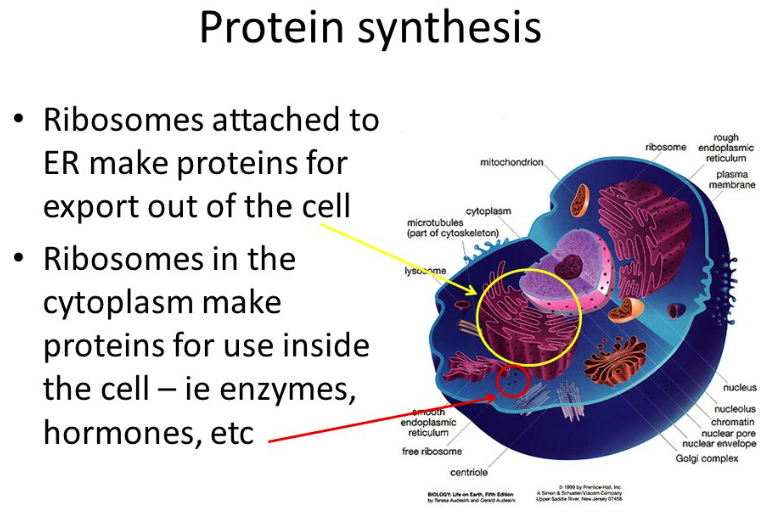 Protein synthesis
• Ribosomes attached to
ER make proteins for
export out of the cell
• Ribosomes in the
cytoplasm make
proteins for use inside
the cell – ie enzymes,
hormones, etc
mitochondrion
ribosome
rough
endoplasmic
reticulum
plasma
membrane
cytoplasm
microtubules
(part of cytoskeleton)
lysosome
nucleus
nucleolus
chromatin
nuclear pore
nuclear envelope
Golgi complex
smooth
endoplasmic
reticulum
free ribosome
centriole
BIOLOGY: Life on Earth, Fifth Edition
by Teresa Audesirk and Gerald Audesirk
© 1999 by Prentice-Hall, Inc.
A Simon & Schuster/Viacom Company
Upper Saddle River, New Jersey 07458